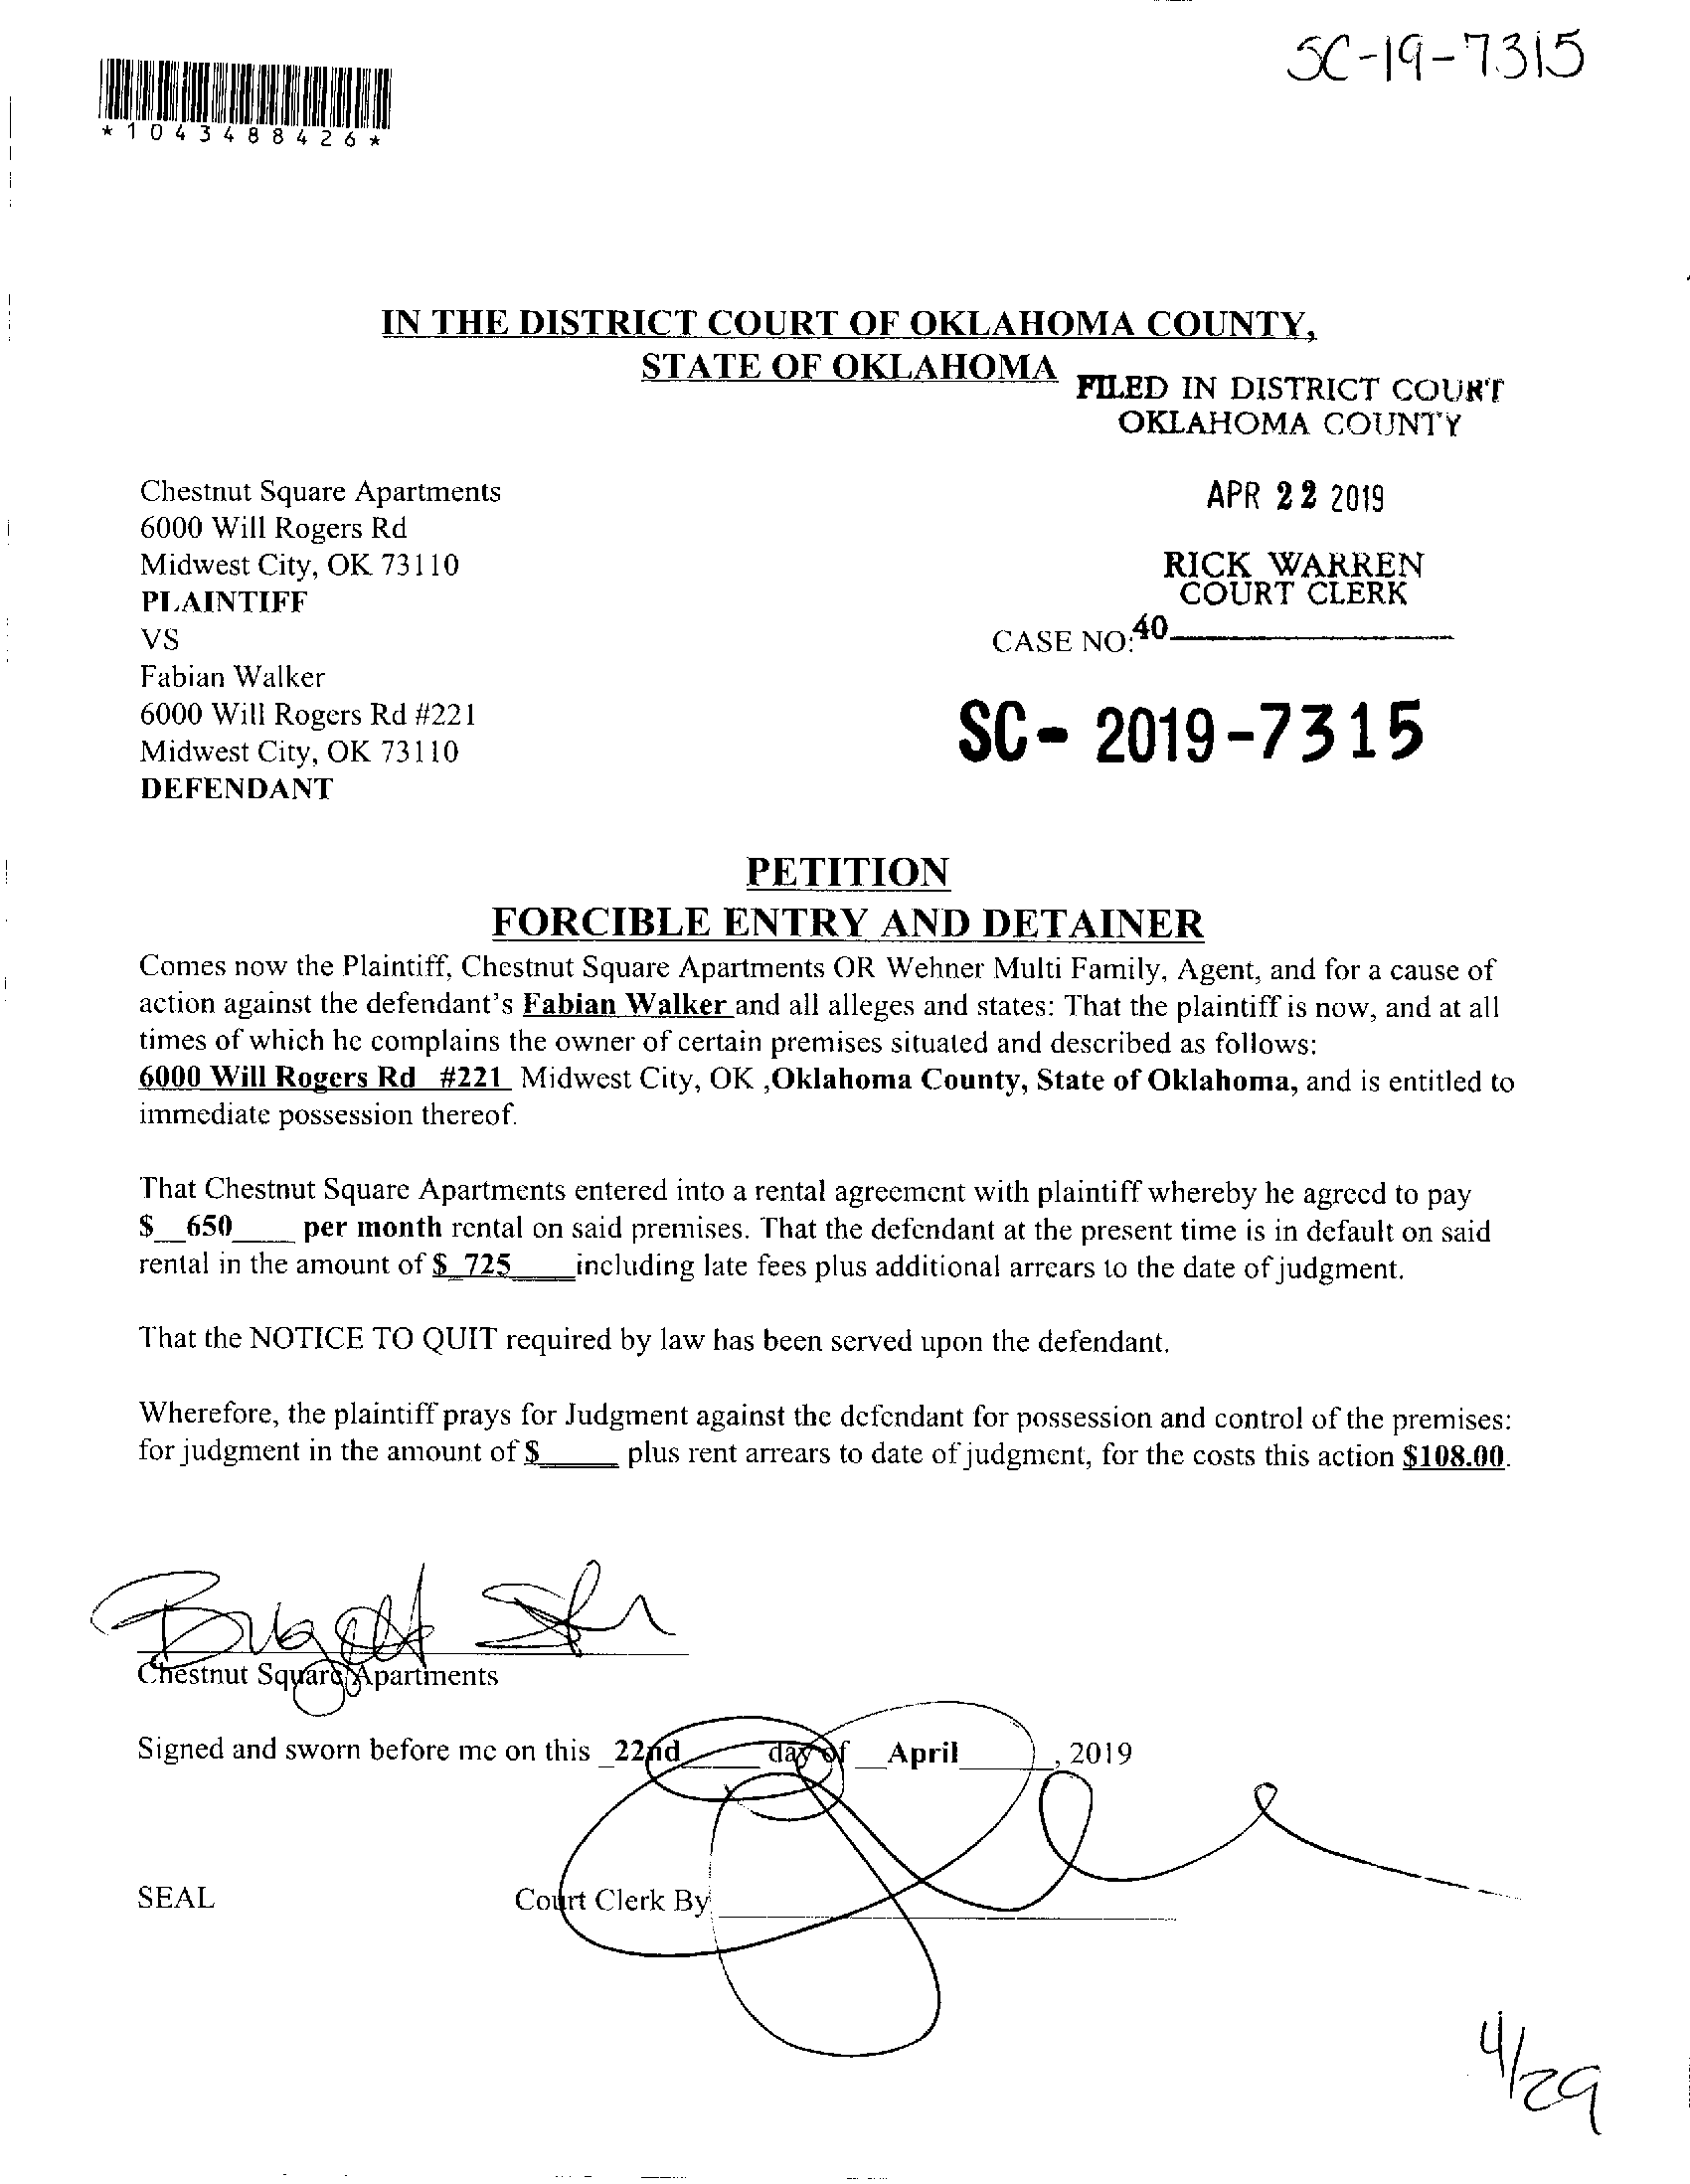 SC-19-7315
*1043488426*
IN THE DISTRICT COURT OF OKLAHOMA COUNTY,
STATE OF OKLAHOMA
FILED IN DISTRICT COURT
OKLAHOMA COUNTY
Chestnut Square Apartments
6000 Will Rogers Rd
Midwest City, OK 73110
PLAINTIFF
VS
Fabian Walker
6000 Will Rogers Rd #221
Midwest City, OK 73110
DEFENDANT
APR 22 2019
RICK WARREN
COURT CLERK
CASE NO:40
SC- 2019-7315
PETITION
FORCIBLE ENTRY AND DETAINER
Comes now the Plaintiff, Chestnut Square Apartments OR Wehner Multi Family, Agent, and for a cause of
action against the defendant's Fabian Walker and all alleges and states: That the plaintiff is now, and at all
times of which he complains the owner of certain premises situated and described as follows:
6000 Will Rogers Rd #221 Midwest City, OK ,Oklahoma County, State of Oklahoma, and is entitled to
immediate possession thereof.
That Chestnut Square Apartments entered into a rental agreement with plaintiff whereby he agreed to pay
$__650____ per month rental on said premises. That the defendant at the present time is in default on said
rental in the amount of $_725____including late fees plus additional arrears to the date of judgment.
That the NOTICE TO QUIT required by law has been served upon the defendant.
Wherefore, the plaintiff prays for Judgment against the defendant for possession and control of the premises:
for judgment in the amount of $_____ plus rent arrears to date of judgment, for the costs this action $108.00.
Chestnut Square Apartments
Signed and sworn before me on this _22nd_____ day of __April______, 2019
SEAL
Court Clerk By
4/29